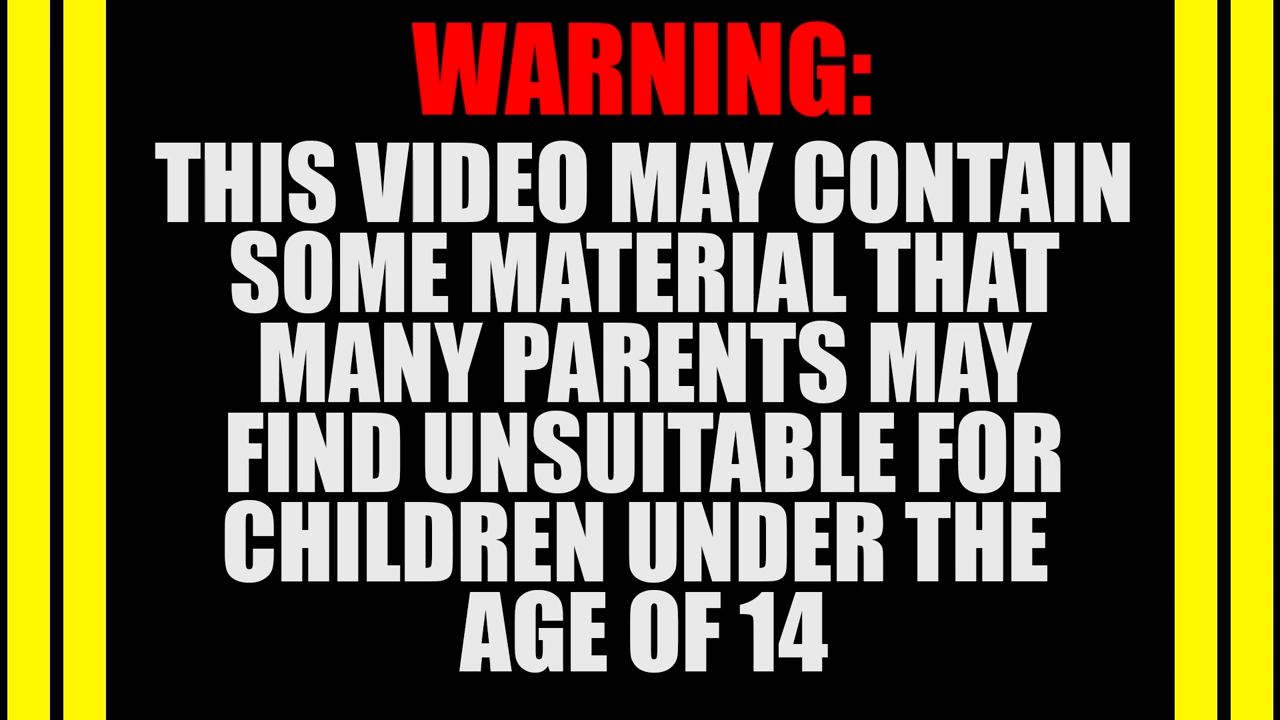 WARNING:
THIS VIDEO MAY CONTAIN
SOME MATERIAL THAT
MANY PARENTS MAY
FIND UNSUITABLE FOR
CHILDREN UNDER THE
AGE OF 14